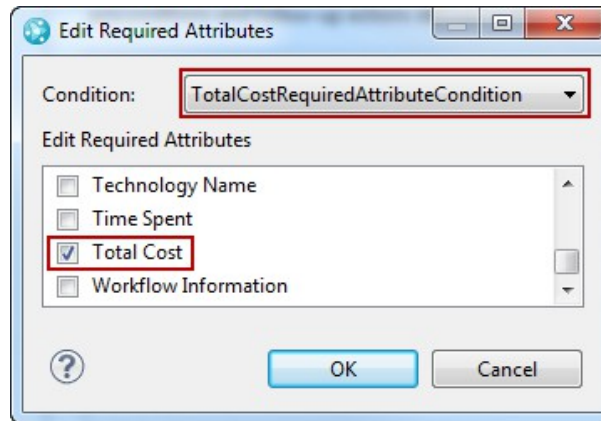 Edit Required Attributes
Condition: TotalCostRequiredAttributeCondition
Edit Required Attributes
Technology Name
Time Spent
Total Cost
Workflow Information
? OK Cancel